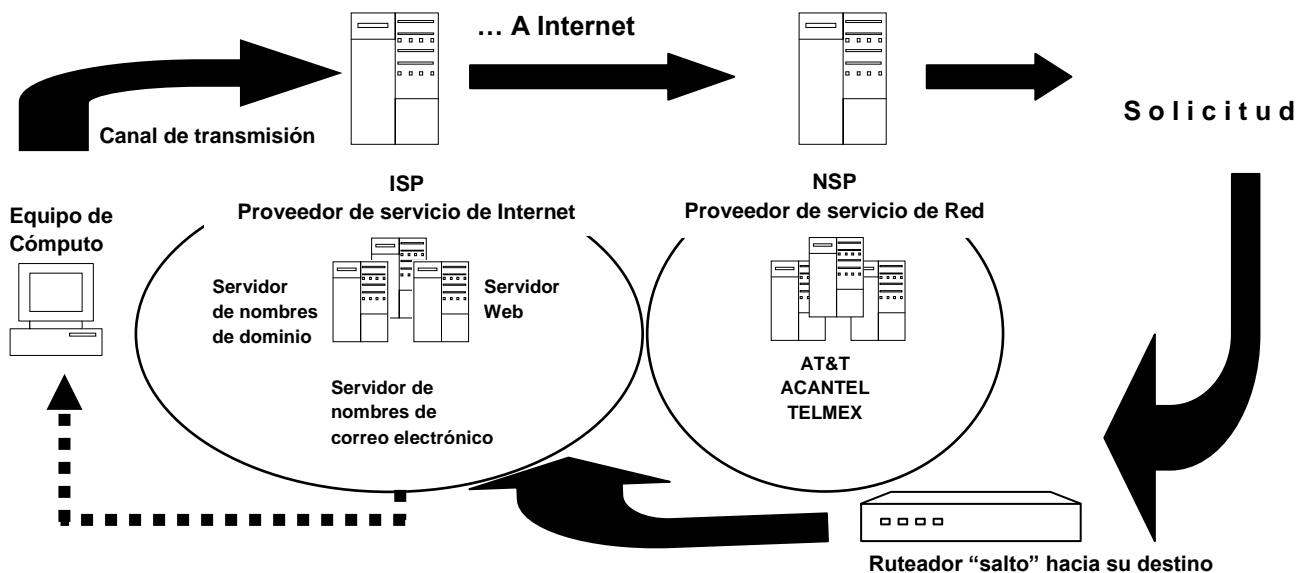 ... A Internet
Canal de transmisión
S o l i c i t u d
ISP
Proveedor de servicio de Internet
NSP
Proveedor de servicio de Red
Equipo de
Cómputo
Servidor
de nombres
de dominio
Servidor
Web
Servidor de
nombres de
correo electrónico
AT&T
ACANTEL
TELMEX
Ruteador “salto” hacia su destino